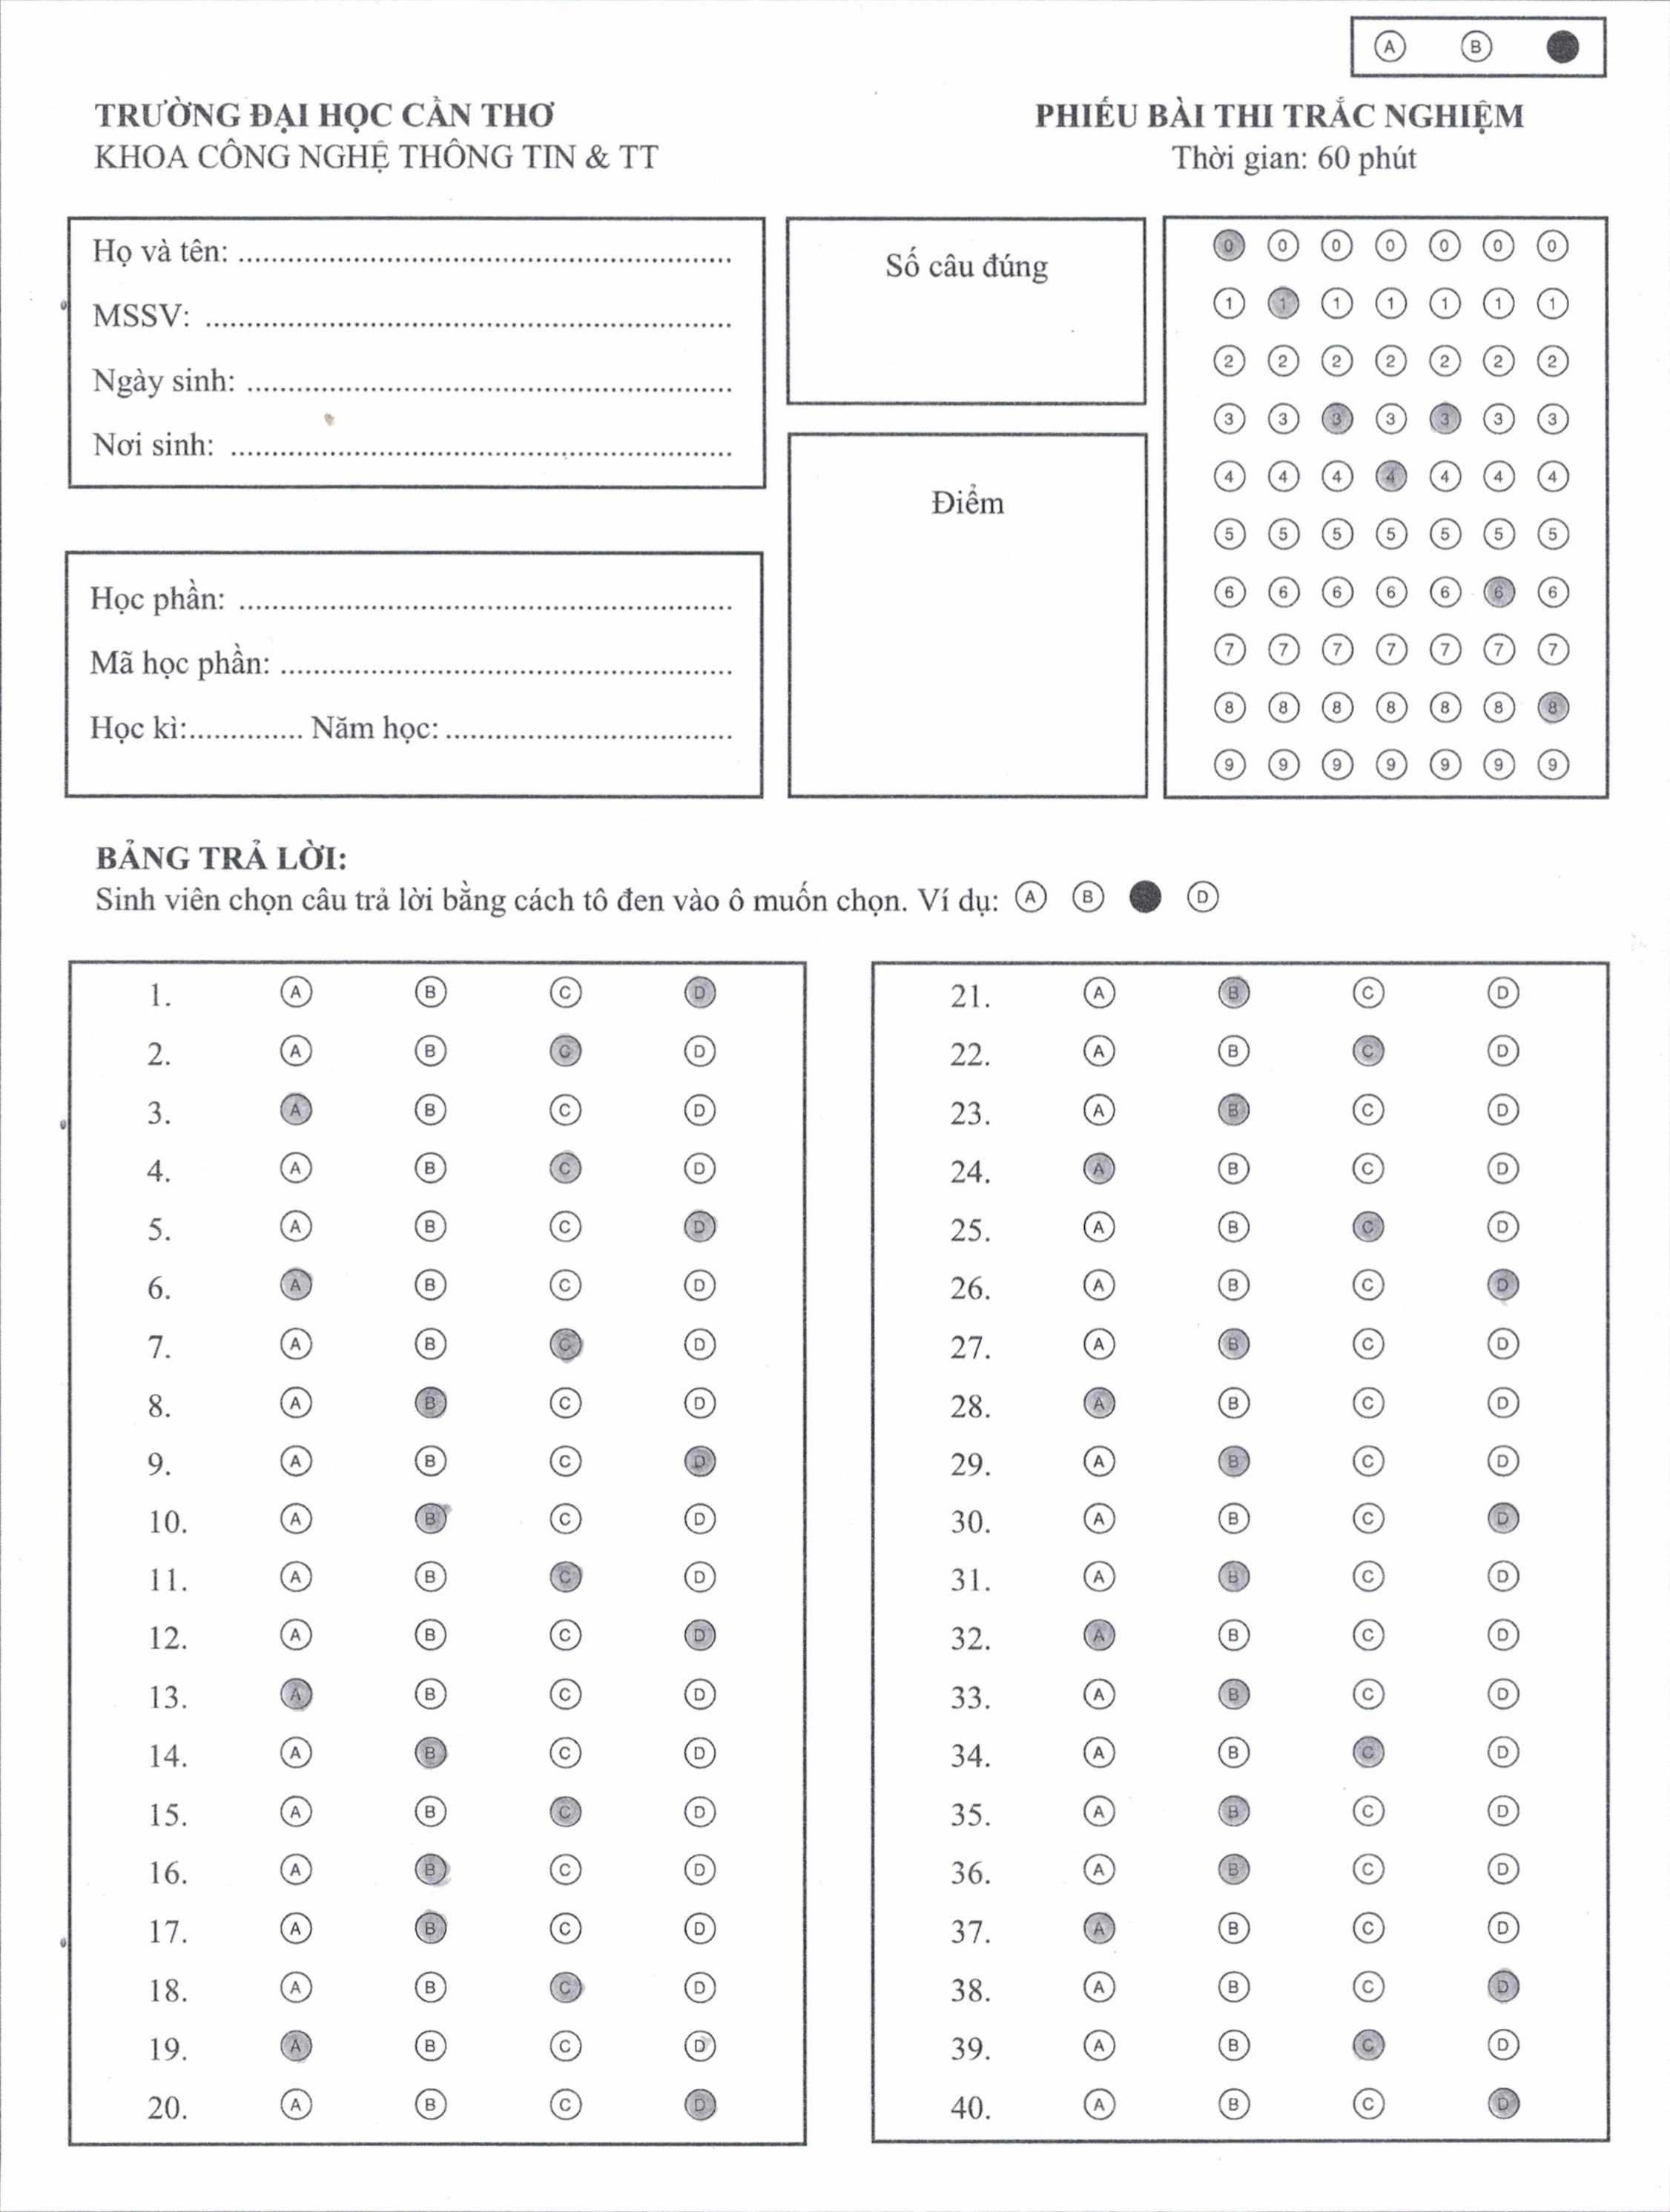 A B
TRƯỜNG ĐẠI HỌC CẦN THƠ
KHOA CÔNG NGHỆ THÔNG TIN & TT
PHIẾU BÀI THI TRẮC NGHIỆM
Thời gian: 60 phút
Họ và tên: ............................................................
MSSV: ................................................................
Ngày sinh: ...........................................................
Nơi sinh: .............................................................
Học phần: ............................................................
Mã học phần: .......................................................
Học kì:.............. Năm học: ...................................
Số câu đúng
Điểm
0 0 0 0 0 0 0
1 1 1 1 1 1 1
2 2 2 2 2 2 2
3 3 3 3 3 3 3
4 4 4 4 4 4 4
5 5 5 5 5 5 5
6 6 6 6 6 6 6
7 7 7 7 7 7 7
8 8 8 8 8 8 8
9 9 9 9 9 9 9
BẢNG TRẢ LỜI:
Sinh viên chọn câu trả lời bằng cách tô đen vào ô muốn chọn. Ví dụ: A B D
1. A B C D
2. A B C D
3. A B C D
4. A B C D
5. A B C D
6. A B C D
7. A B C D
8. A B C D
9. A B C D
10. A B C D
11. A B C D
12. A B C D
13. A B C D
14. A B C D
15. A B C D
16. A B C D
17. A B C D
18. A B C D
19. A B C D
20. A B C D
21. A B C D
22. A B C D
23. A B C D
24. A B C D
25. A B C D
26. A B C D
27. A B C D
28. A B C D
29. A B C D
30. A B C D
31. A B C D
32. A B C D
33. A B C D
34. A B C D
35. A B C D
36. A B C D
37. A B C D
38. A B C D
39. A B C D
40. A B C D